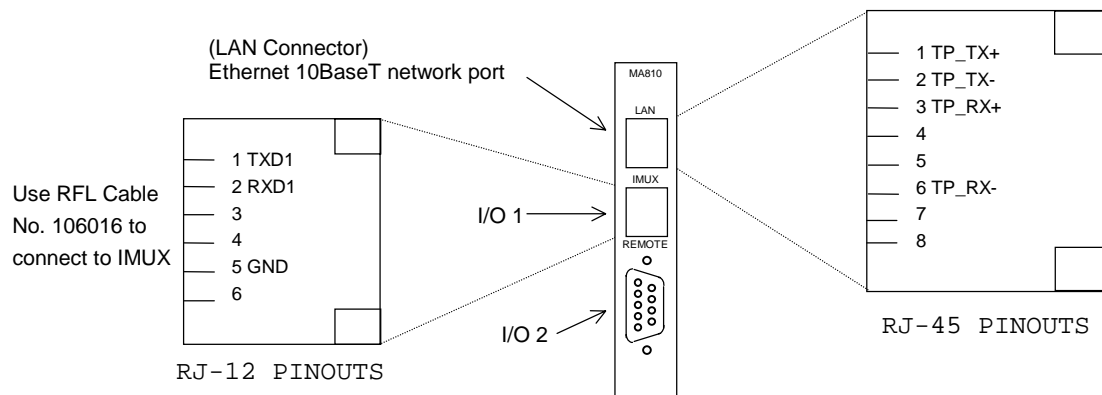 (LAN Connector)
Ethernet 10BaseT network port
Use RFL Cable
No. 106016 to
connect to IMUX
1 TXD1
2 RXD1
3
4
5 GND
6
RJ-12 PINOUTS
I/O 1
I/O 2
MA810
LAN
IMUX
REMOTE
1 TP_TX+
2 TP_TX-
3 TP_RX+
4
5
6 TP_RX-
7
8
RJ-45 PINOUTS